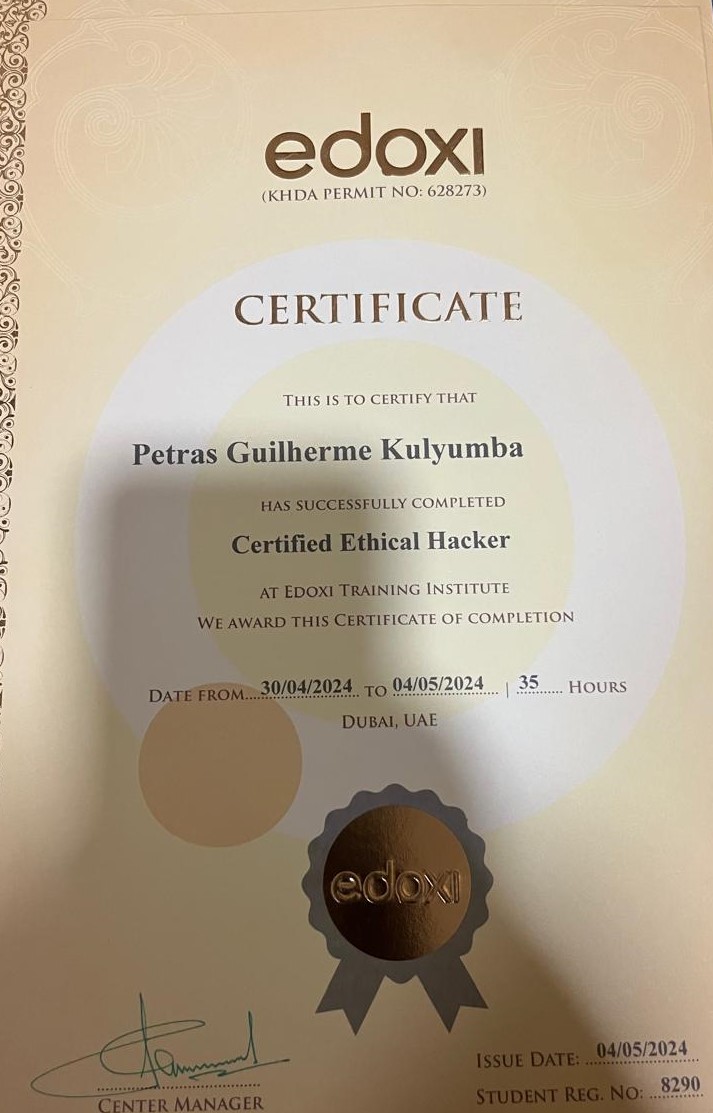 edoxi
(KHDA PERMIT NO: 628273)
CERTIFICATE
THIS IS TO CERTIFY THAT
Petras Guilherme Kulyumba
HAS SUCCESSFULLY COMPLETED
Certified Ethical Hacker
AT EDOXI TRAINING INSTITUTE
WE AWARD THIS CERTIFICATE OF COMPLETION
DATE FROM....30/04/2024.. TO 04/05/2024.... | 35...... HOURS
DUBAI, UAE
edoxi
ISSUE DATE: 04/05/2024
STUDENT REG. NO: 8290
CENTER MANAGER